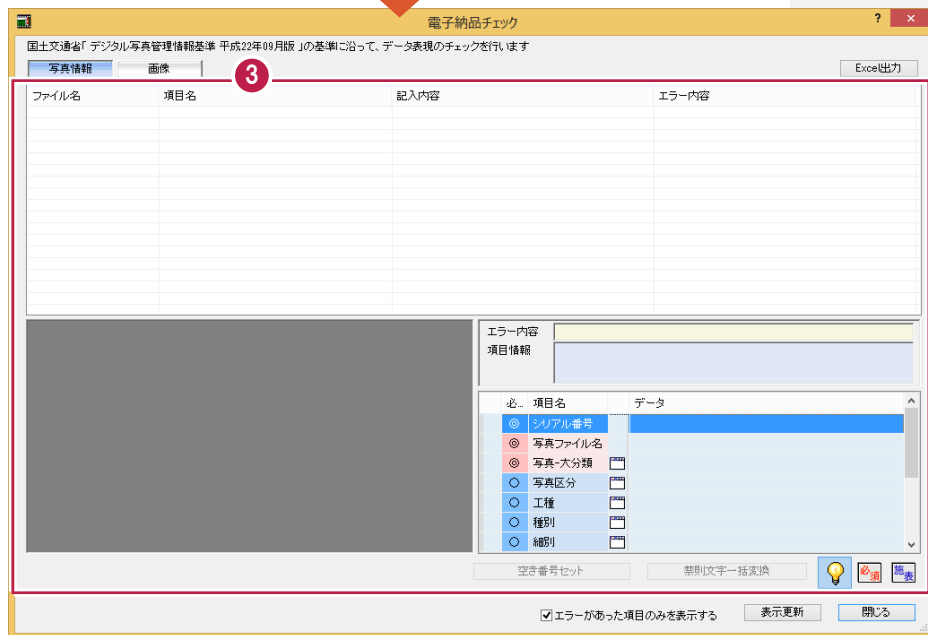 電子納品チェック
?
×
国土交通省「 デジタル写真管理情報基準 平成22年09月版 」の基準に沿って、データ表現のチェックを行います
写真情報 画像 Excel出力
3
ファイル名 項目名 記入内容 エラー内容
エラー内容
項目情報
必... 項目名 データ
◎ シリアル番号
◎ 写真ファイル名
◎ 写真-大分類
○ 写真区分
○ 工種
○ 種別
○ 細別
空き番号セット 禁則文字一括変換 必須 施表
エラーがあった項目のみを表示する 表示更新 閉じる